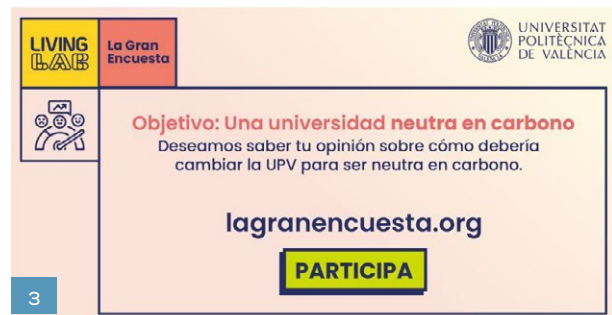 LIVING
LAB
La Gran
Encuesta
UNIVERSITAT
POLITÈCNICA
DE VALÈNCIA
Objetivo: Una universidad neutra en carbono
Deseamos saber tu opinión sobre cómo debería
cambiar la UPV para ser neutra en carbono.
lagranencuesta.org
PARTICIPA
3